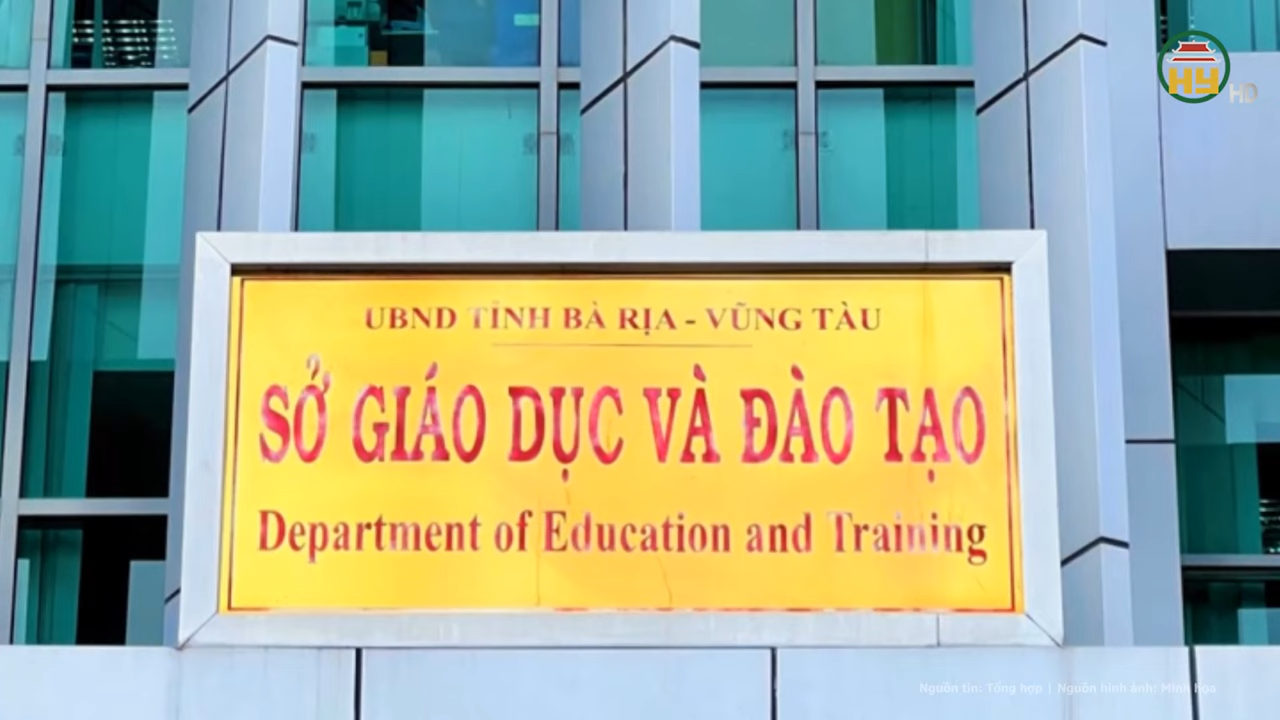 HY HD
UBND TỈNH BÀ RỊA - VŨNG TÀU
SỞ GIÁO DỤC VÀ ĐÀO TẠO
Department of Education and Training
Nguồn tin: Tổng hợp | Nguồn hình ảnh: Minh họa